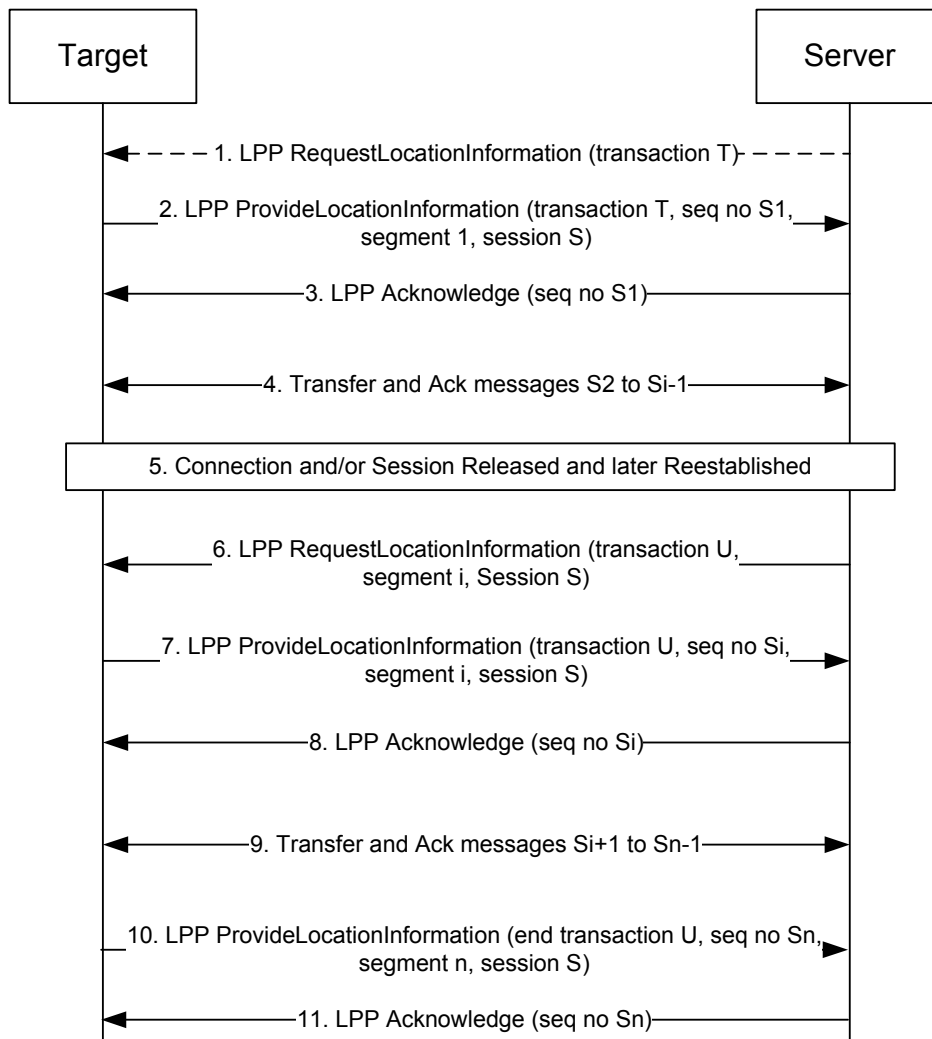 Target
Server
1. LPP RequestLocationInformation (transaction T)
2. LPP ProvideLocationInformation (transaction T, seq no S1,
segment 1, session S)
3. LPP Acknowledge (seq no S1)
4. Transfer and Ack messages S2 to Si-1
5. Connection and/or Session Released and later Reestablished
6. LPP RequestLocationInformation (transaction U,
segment i, Session S)
7. LPP ProvideLocationInformation (transaction U, seq no Si,
segment i, session S)
8. LPP Acknowledge (seq no Si)
9. Transfer and Ack messages Si+1 to Sn-1
10. LPP ProvideLocationInformation (end transaction U, seq no Sn,
segment n, session S)
11. LPP Acknowledge (seq no Sn)